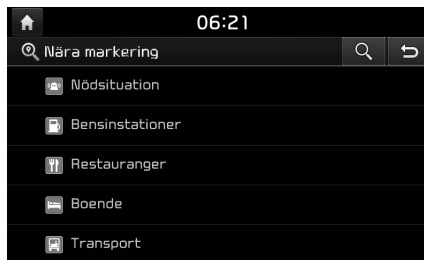 06:21
Nära markering
Nödsituation
Bensinstationer
Restauranger
Boende
Transport